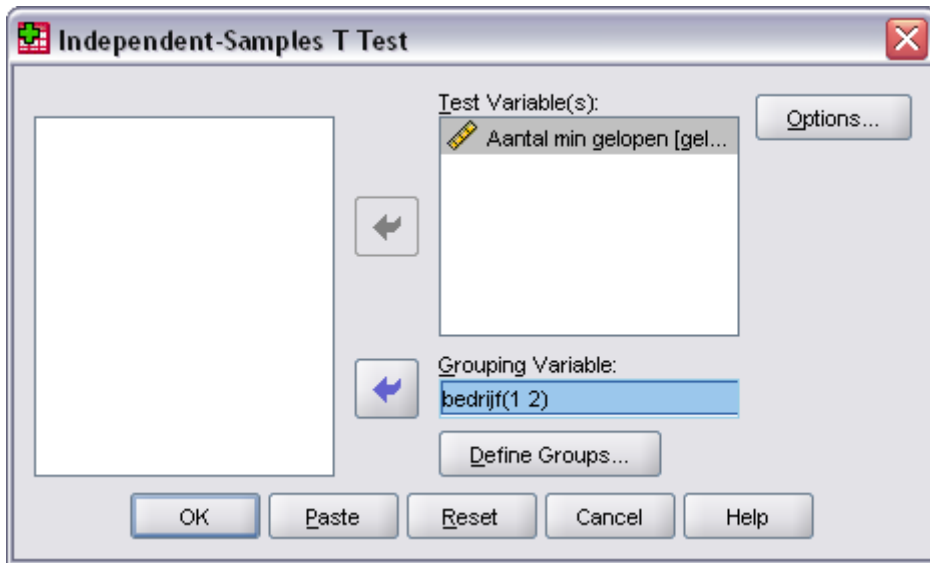 Independent-Samples T Test
Test Variable(s):
Options...
Aantal min gelopen [gel...
Grouping Variable:
bedrijf(1 2)
Define Groups...
OK
Paste
Reset
Cancel
Help